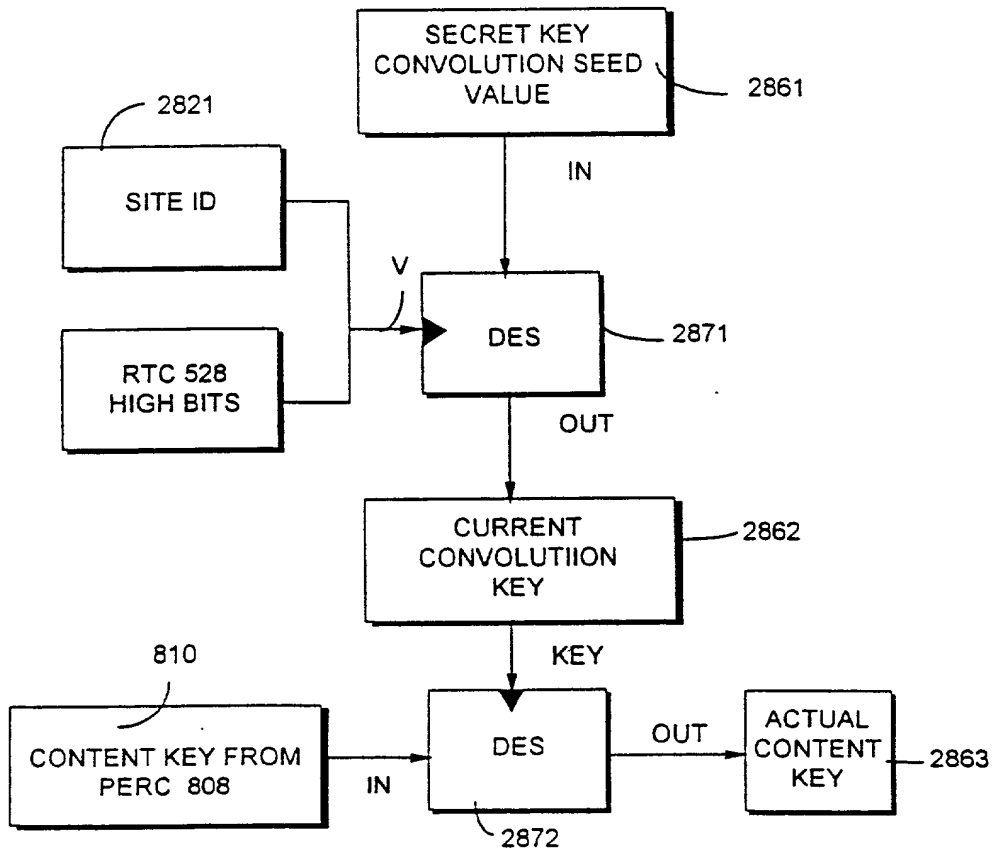 SECRET KEY
CONVOLUTION SEED
VALUE
2861
2821
SITE ID
IN
V
RTC 528
HIGH BITS
DES
2871
OUT
CURRENT
CONVOLUTIION
KEY
2862
KEY
810
CONTENT KEY FROM
PERC 808
IN
DES
2872
OUT
ACTUAL
CONTENT
KEY
2863